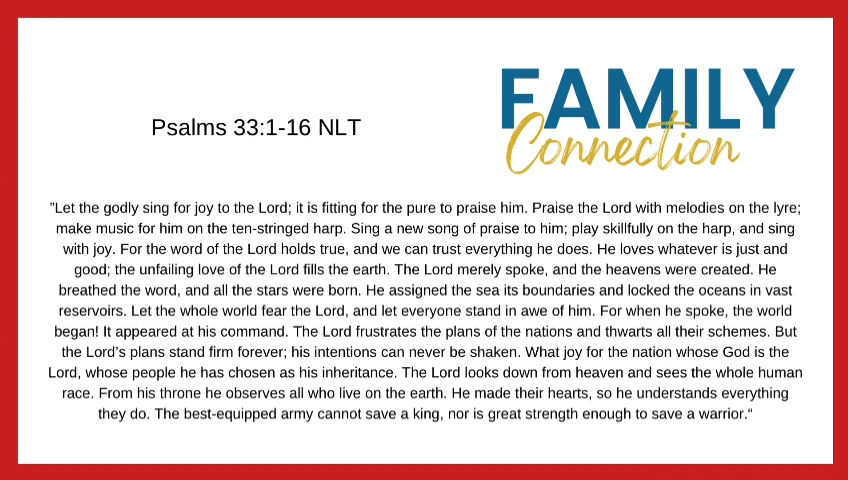 FAMILY
Connection
Psalms 33:1-16 NLT
”Let the godly sing for joy to the Lord; it is fitting for the pure to praise him. Praise the Lord with melodies on the lyre;
make music for him on the ten-stringed harp. Sing a new song of praise to him; play skillfully on the harp, and sing
with joy. For the word of the Lord holds true, and we can trust everything he does. He loves whatever is just and
good; the unfailing love of the Lord fills the earth. The Lord merely spoke, and the heavens were created. He
breathed the word, and all the stars were born. He assigned the sea its boundaries and locked the oceans in vast
reservoirs. Let the whole world fear the Lord, and let everyone stand in awe of him. For when he spoke, the world
began! It appeared at his command. The Lord frustrates the plans of the nations and thwarts all their schemes. But
the Lord’s plans stand firm forever; his intentions can never be shaken. What joy for the nation whose God is the
Lord, whose people he has chosen as his inheritance. The Lord looks down from heaven and sees the whole human
race. From his throne he observes all who live on the earth. He made their hearts, so he understands everything
they do. The best-equipped army cannot save a king, nor is great strength enough to save a warrior.“